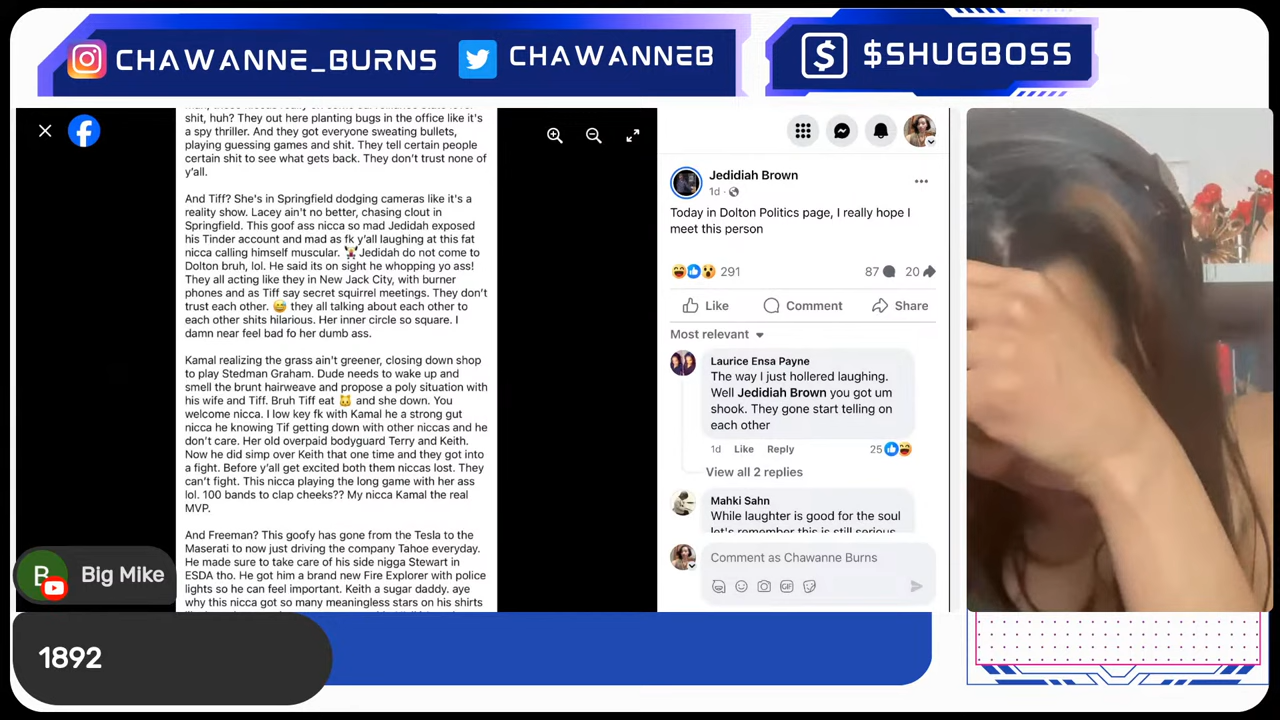 CHAWANNE_BURNS
CHAWANNEB
$SHUGBOSS
shit, huh? They out here planting bugs in the office like it's
a spy thriller. And they got everyone sweating bullets,
playing guessing games and shit. They tell certain people
certain shit to see what gets back. They don't trust none of
y'all.
And Tiff? She's in Springfield dodging cameras like it's a
reality show. Lacey ain't no better, chasing clout in
Springfield. This goof ass nicca so mad Jedidah exposed
his Tinder account and mad as fk y'all laughing at this fat
nicca calling himself muscular. 🏋️Jedidah do not come to
Dolton bruh, lol. He said its on sight he whopping yo ass!
They all acting like they in New Jack City, with burner
phones and as Tiff say secret squirrel meetings. They don't
trust each other. 😅 they all talking about each other to
each other shits hilarious. Her inner circle so square. I
damn near feel bad fo her dumb ass.
Kamal realizing the grass ain't greener, closing down shop
to play Stedman Graham. Dude needs to wake up and
smell the brunt hairweave and propose a poly situation with
his wife and Tiff. Bruh Tiff eat 🐱 and she down. You
welcome nicca. I low key fk with Kamal he a strong gut
nicca he knowing Tif getting down with other niccas and he
don't care. Her old overpaid bodyguard Terry and Keith.
Now he did simp over Keith that one time and they got into
a fight. Before y'all get excited both them niccas lost. They
can't fight. This nicca playing the long game with her ass
lol. 100 bands to clap cheeks?? My nicca Kamal the real
MVP.
And Freeman? This goofy has gone from the Tesla to the
Maserati to now just driving the company Tahoe everyday.
He made sure to take care of his side nigga Stewart in
ESDA tho. He got him a brand new Fire Explorer with police
lights so he can feel important. Keith a sugar daddy. aye
why this nicca got so many meaningless stars on his shirts
Jedidiah Brown
1d
Today in Dolton Politics page, I really hope I
meet this person
291
87
20
Like
Comment
Share
Most relevant
Laurice Ensa Payne
The way I just hollered laughing.
Well Jedidiah Brown you got um
shook. They gone start telling on
each other
1d Like Reply
25
View all 2 replies
Mahki Sahn
While laughter is good for the soul
let's remember this is still serious
Comment as Chawanne Burns
GIF
B
Big Mike
1892